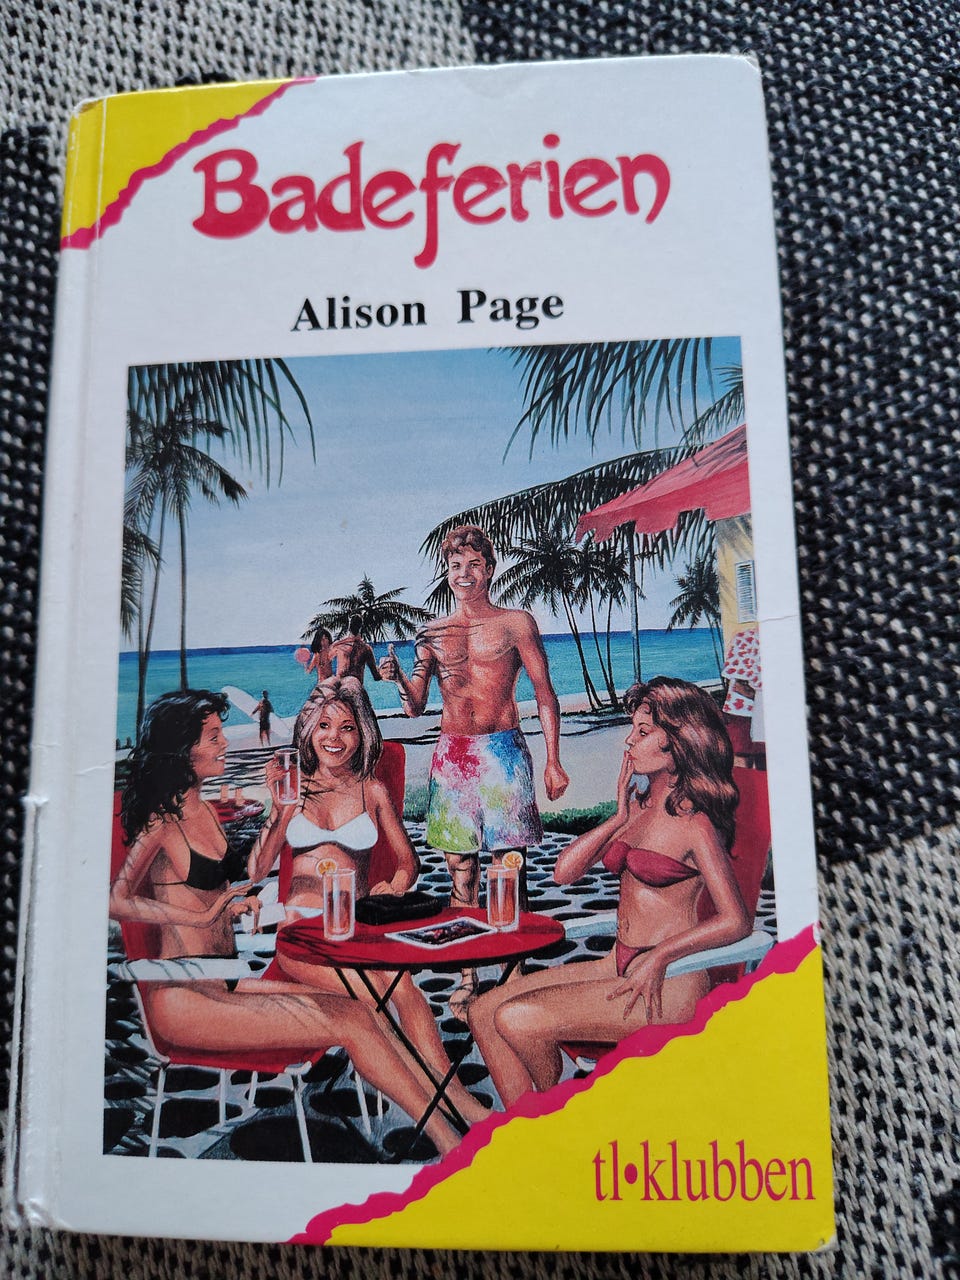 Badeferien
Alison Page
tl•klubben